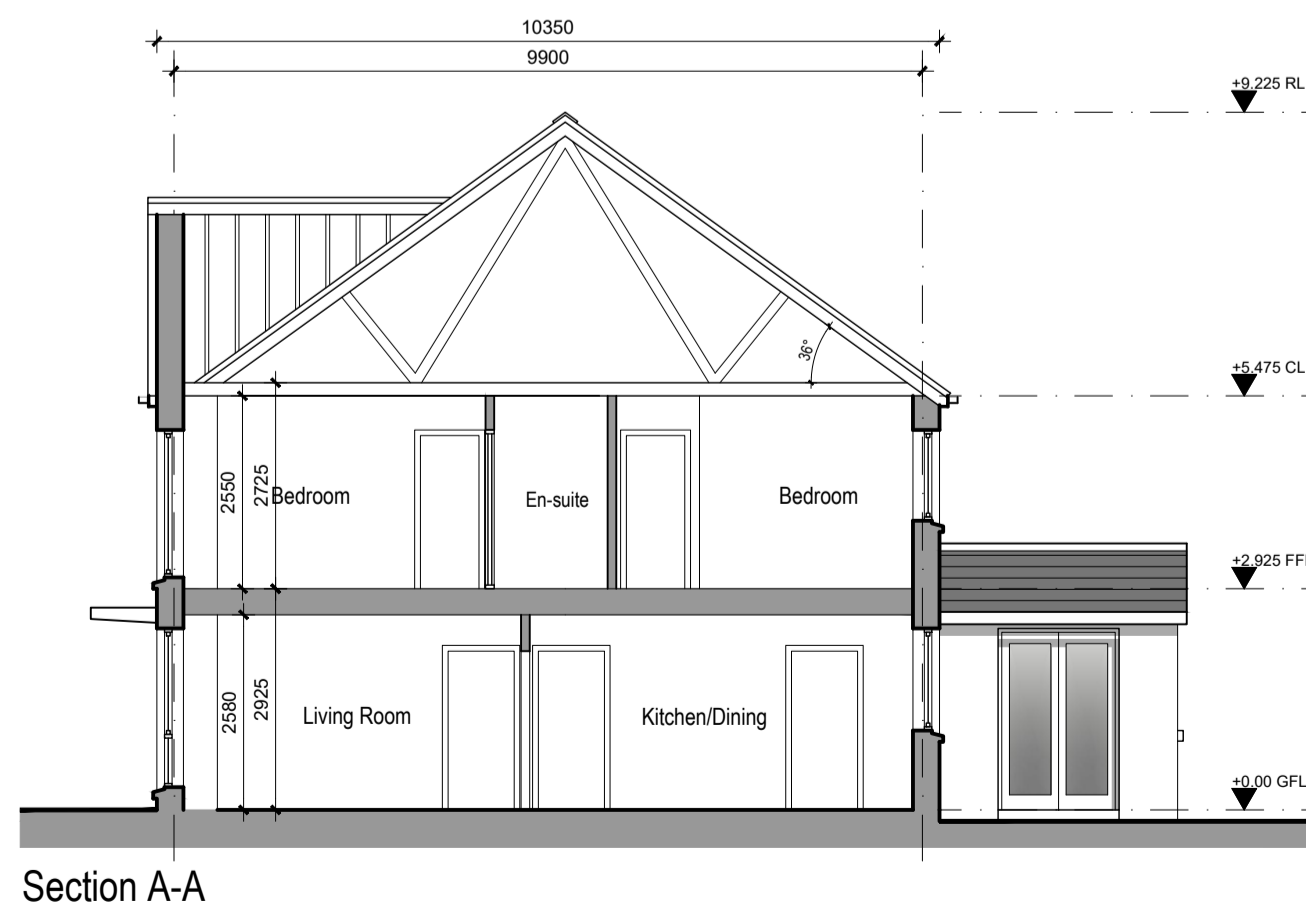 10350
9900
+9.225 RL
36°
+5.475 CL
2550
2725
Bedroom
En-suite
Bedroom
+2.925 FFL
2580
2925
Living Room
Kitchen/Dining
+0.00 GFL
Section A-A